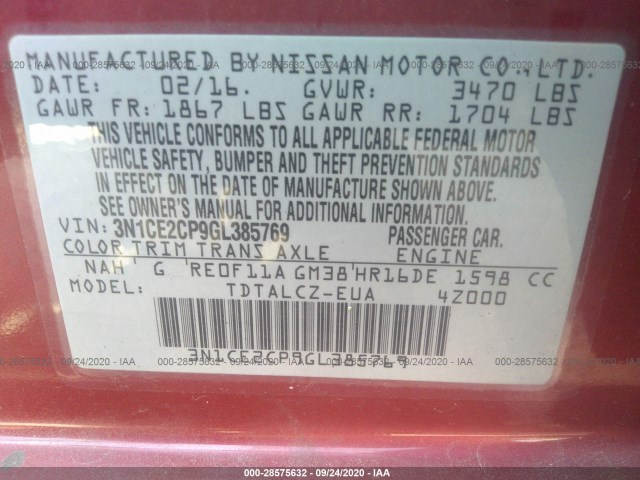 MANUFACTURED BY NISSAN MOTOR CO., LTD.
DATE: 02/16. GVWR: 3470 LBS
GAWR FR: 1867 LBS GAWR RR: 1704 LBS
THIS VEHICLE CONFORMS TO ALL APPLICABLE FEDERAL MOTOR
VEHICLE SAFETY, BUMPER AND THEFT PREVENTION STANDARDS
IN EFFECT ON THE DATE OF MANUFACTURE SHOWN ABOVE.
SEE OWNER'S MANUAL FOR ADDITIONAL INFORMATION.
VIN: 3N1CE2CP9GL385769 PASSENGER CAR.
COLOR TRIM TRANS AXLE ENGINE
NAH G RE0F11A GM38 HR16DE 1598 CC
MODEL: TDTALCZ-EUA 4Z000
3N1CE2CP9GL385769
000-28575632 - 09/24/2020 - IAA